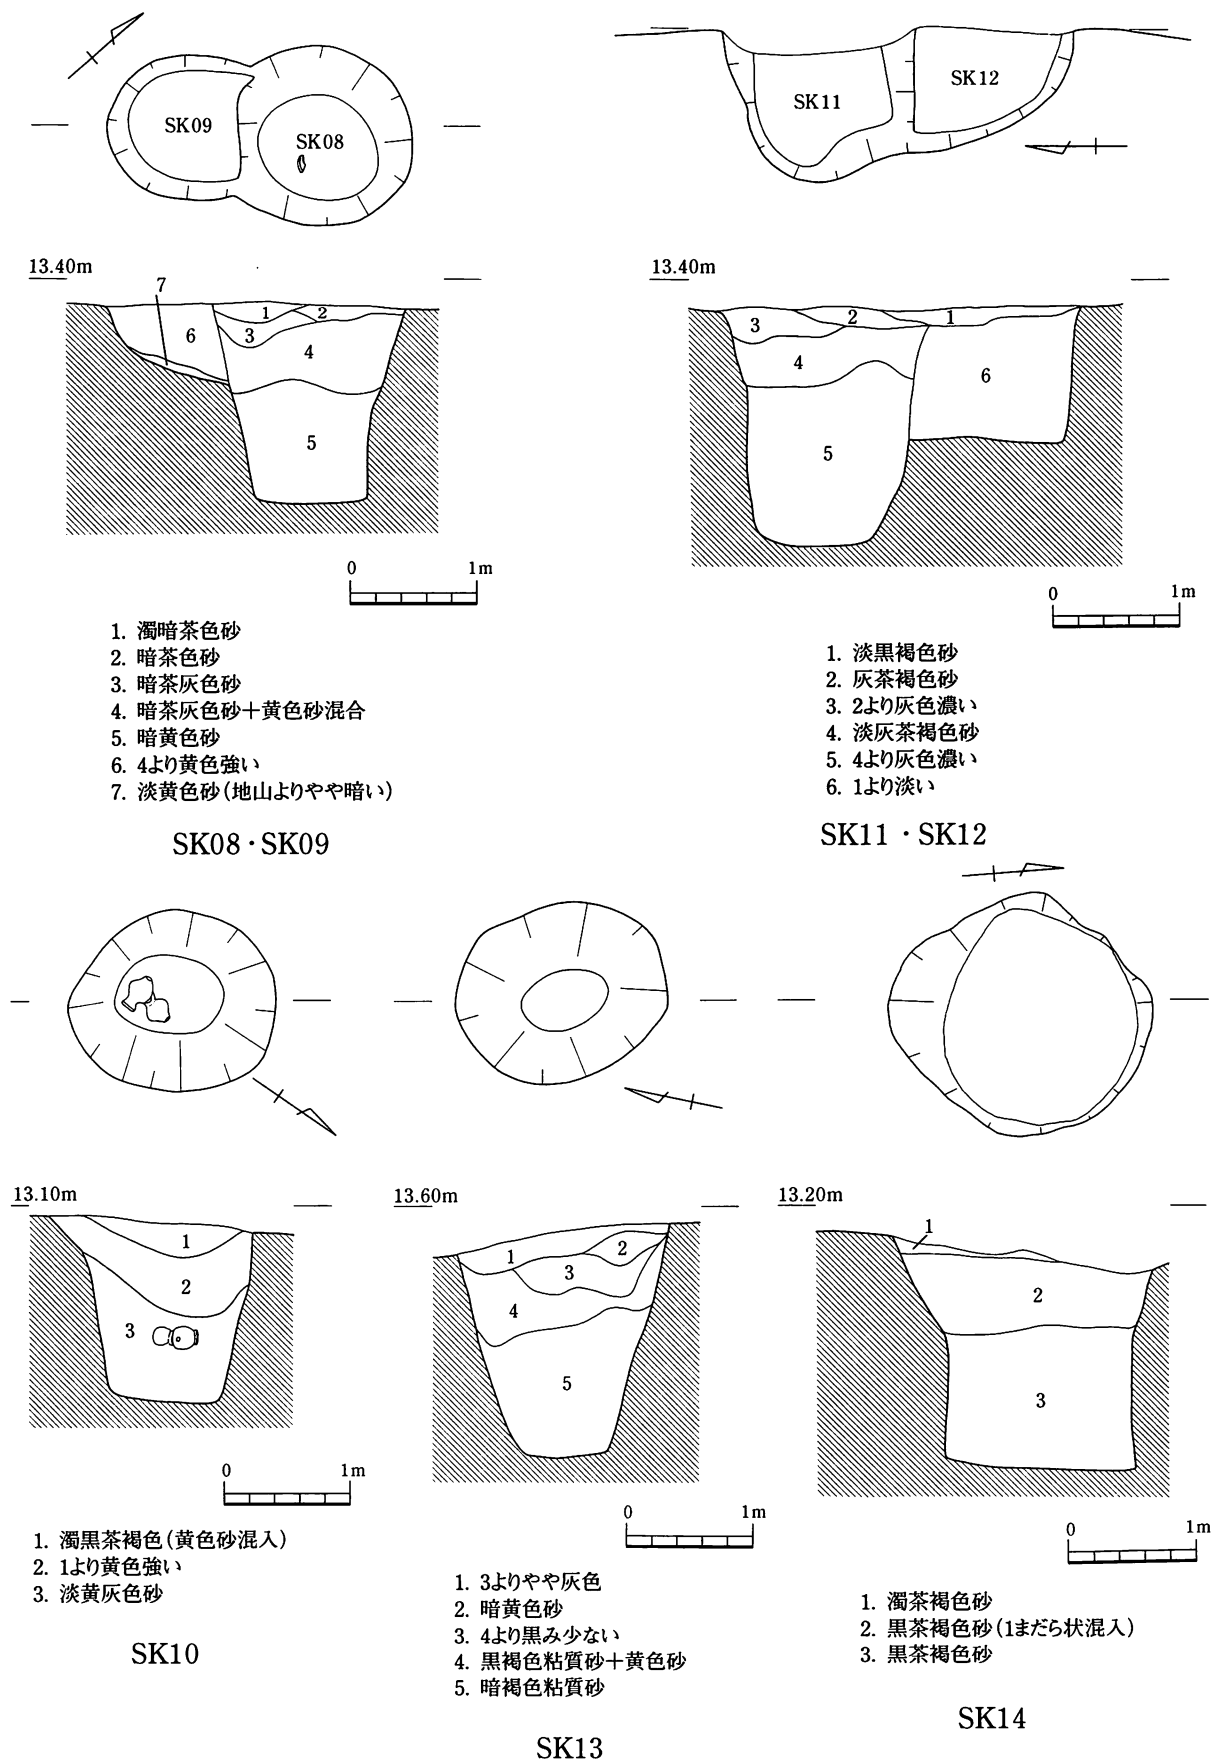 SK09
SK08
SK11
SK12
13.40m
7
1
2
3
6
4
5
0 1m
1. 濁暗茶色砂
2. 暗茶色砂
3. 暗茶灰色砂
4. 暗茶灰色砂＋黄色砂混合
5. 暗黄色砂
6. 4より黄色強い
7. 淡黄色砂(地山よりやや暗い)
SK08・SK09
13.40m
3
2
1
4
6
5
0 1m
1. 淡黒褐色砂
2. 灰茶褐色砂
3. 2より灰色濃い
4. 淡灰茶褐色砂
5. 4より灰色濃い
6. 1より淡い
SK11・SK12
13.10m
1
2
3
0 1m
1. 濁黒茶褐色(黄色砂混入)
2. 1より黄色強い
3. 淡黄灰色砂
SK10
13.60m
1
2
3
4
5
0 1m
1. 3よりやや灰色
2. 暗黄色砂
3. 4より黒み少ない
4. 黒褐色粘質砂＋黄色砂
5. 暗褐色粘質砂
SK13
13.20m
1
2
3
0 1m
1. 濁茶褐色砂
2. 黒茶褐色砂(1まだら状混入)
3. 黒茶褐色砂
SK14